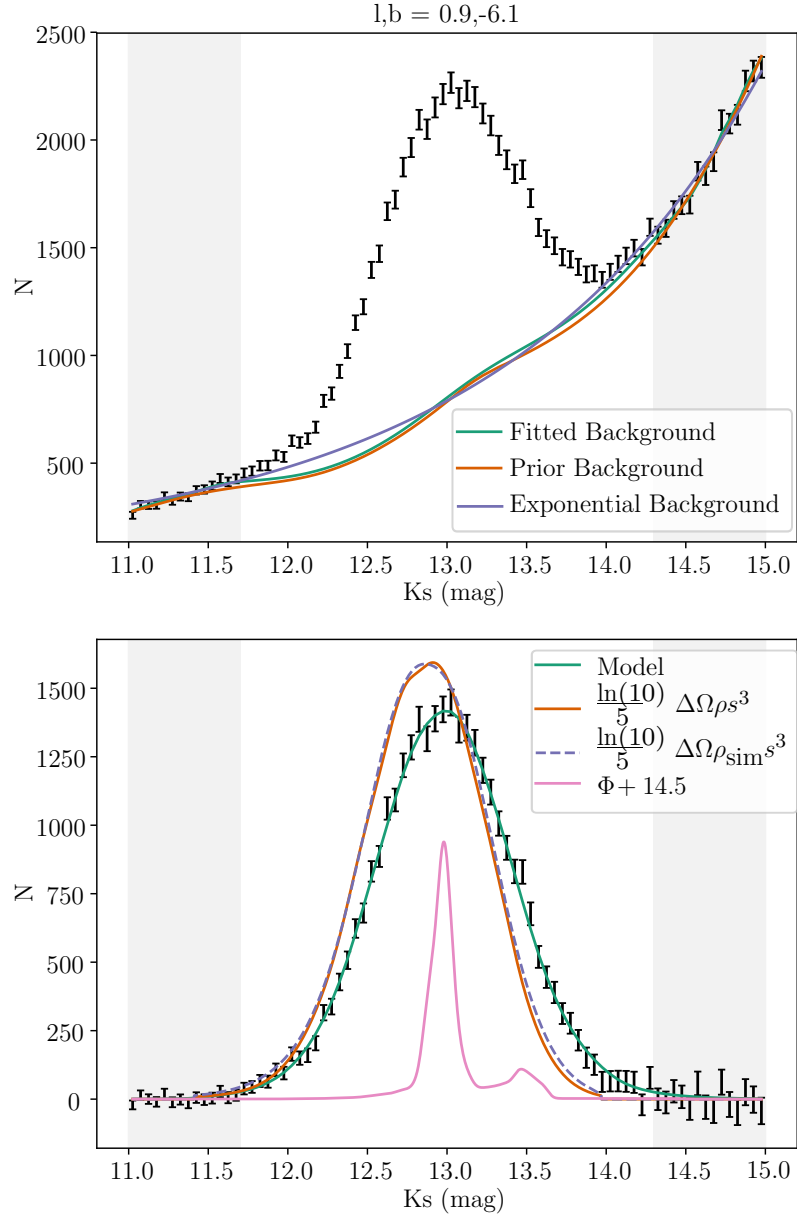 l,b = 0.9,-6.1
2500
2000
1500
1000
500
N
Fitted Background
Prior Background
Exponential Background
11.0 11.5 12.0 12.5 13.0 13.5 14.0 14.5 15.0
Ks (mag)
1500
1250
1000
750
500
250
0
N
Model
ln(10)/5 ΔΩρs³
ln(10)/5 ΔΩρ_sim s³
Φ + 14.5
11.0 11.5 12.0 12.5 13.0 13.5 14.0 14.5 15.0
Ks (mag)